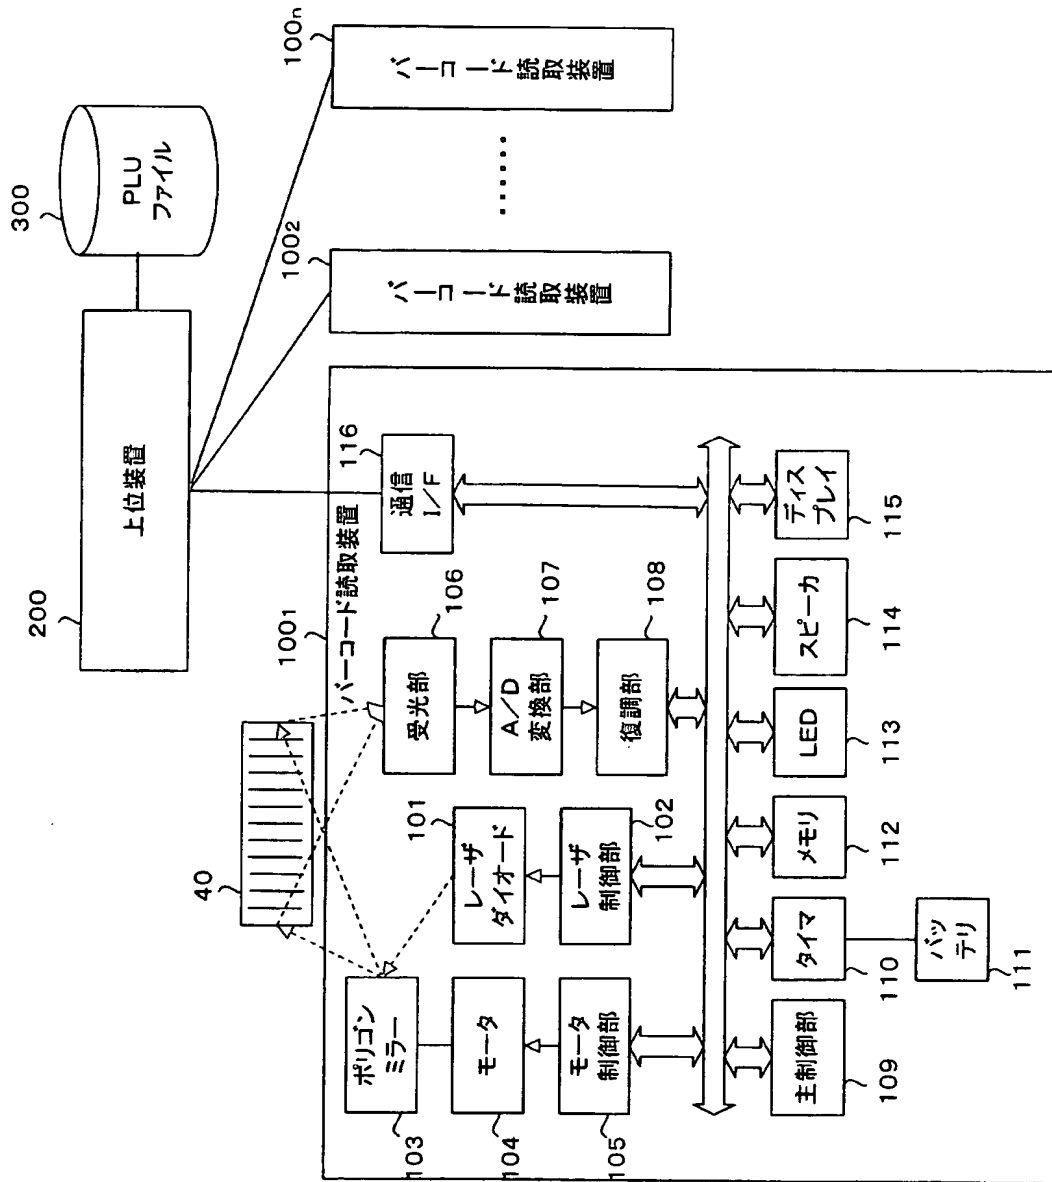 200
上位装置
300
PLU
ファイル
40
100₁
バーコード読取装置
100₂
バーコード読取装置
100ₙ
バーコード読取装置
.......
103
ポリゴン
ミラー
101
レーザ
ダイオード
106
受光部
116
通信
I/F
104
モータ
102
レーザ
制御部
107
A/D
変換部
105
モータ
制御部
108
復調部
主制御部
109
タイマ
110
メモリ
112
LED
113
スピーカ
114
ディス
プレイ
115
バッ
テリ
111